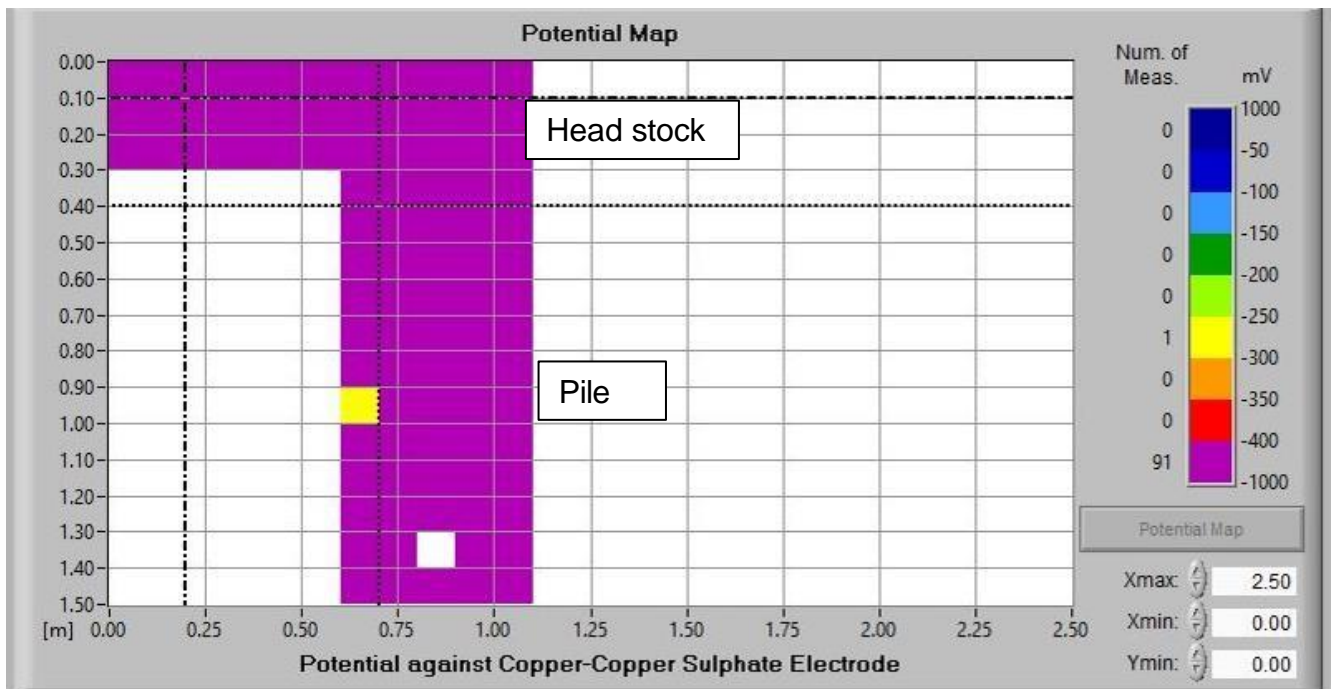 Potential Map
Num. of
Meas.
mV
0.00
0.10
0.20
0.30
0.40
0.50
0.60
0.70
0.80
0.90
1.00
1.10
1.20
1.30
1.40
1.50
[m] 0.00 0.25 0.50 0.75 1.00 1.25 1.50 1.75 2.00 2.25 2.50
Potential against Copper-Copper Sulphate Electrode
Head stock
Pile
1000
0
-50
0
-100
0
-150
0
-200
0
-250
1
-300
0
-350
0
-400
91
-1000
Potential Map
Xmax: 2.50
Xmin: 0.00
Ymin: 0.00